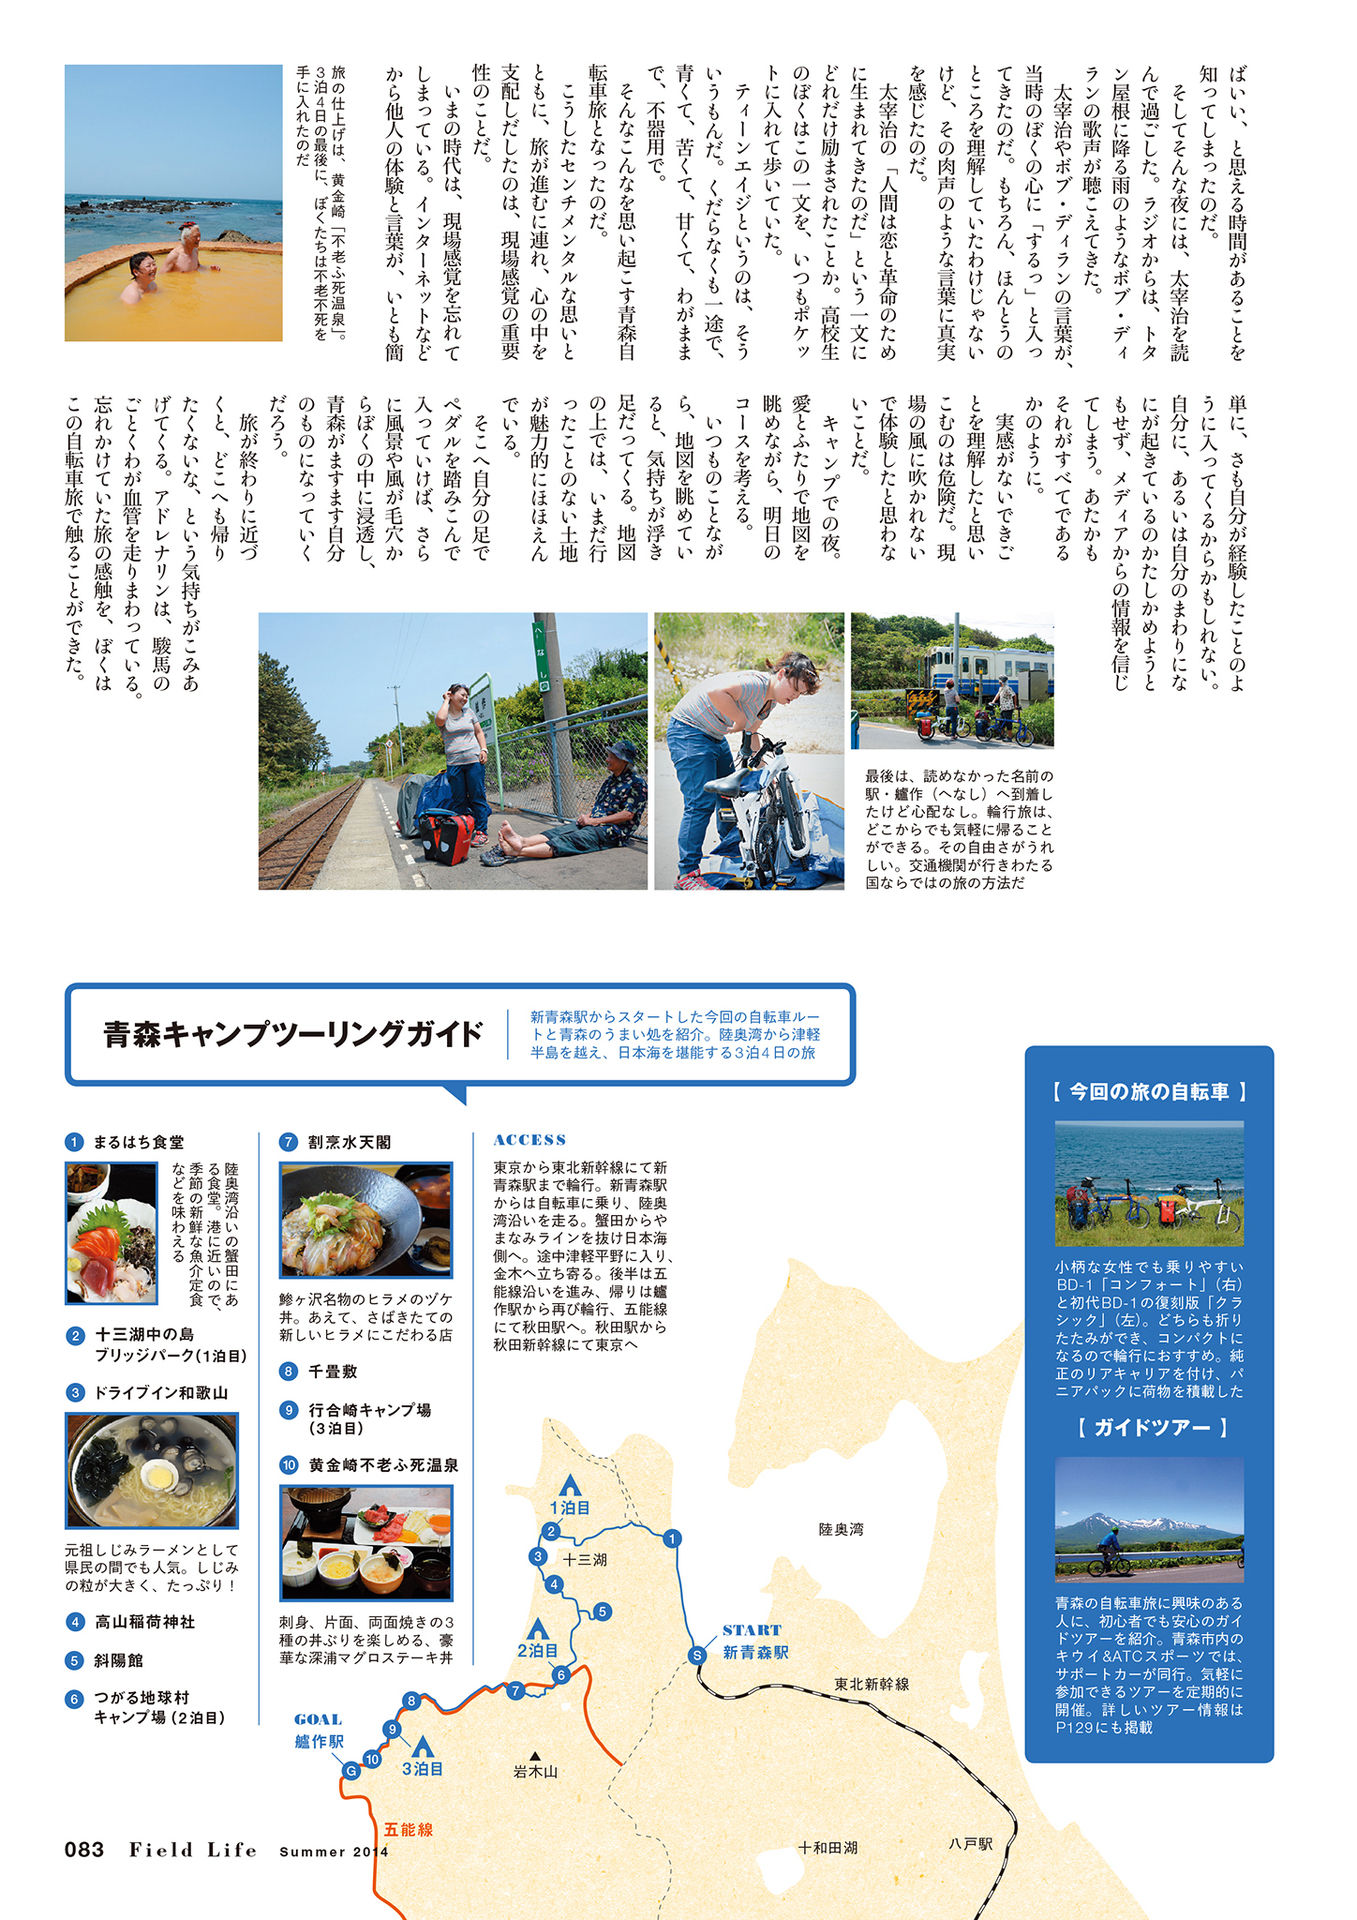 ばいい、と思える時間があることを
知ってしまったのだ。
　そしてそんな夜には、太宰治を読
んで過ごした。ラジオからは、トタ
ン屋根に降る雨のようなボブ・ディ
ランの歌声が聴こえてきた。
　太宰治やボブ・ディランの言葉が、
当時のぼくの心に「するっ」と入っ
てきたのだ。もちろん、ほんとうの
ところを理解していたわけじゃない
けど、その肉声のような言葉に真実
を感じたのだ。
　太宰治の「人間は恋と革命のため
に生まれてきたのだ」という一文に
どれだけ励まされたことか。高校生
のぼくはこの一文を、いつもポケッ
トに入れて歩いていた。
　ティーンエイジというのは、そう
いうもんだ。くだらなくも一途で、
青くて、苦くて、甘くて、わがまま
で、不器用で。
　そんなこんなを思い起こす青森自
転車旅となったのだ。
　こうしたセンチメンタルな思いと
ともに、旅が進むに連れ、心の中を
支配しだしたのは、現場感覚の重要
性のことだ。
　いまの時代は、現場感覚を忘れて
しまっている。インターネットなど
から他人の体験と言葉が、いとも簡
旅の仕上げは、黄金崎「不老ふ死温泉」。
3泊4日の最後に、ぼくたちは不老不死を
手に入れたのだ
単に、さも自分が経験したことのよ
うに入ってくるからかもしれない。
自分に、あるいは自分のまわりにな
にが起きているのかたしかめようと
もせず、メディアからの情報を信じ
てしまう。あたかも
それがすべてである
かのように。
　実感がないできご
とを理解したと思い
こむのは危険だ。現
場の風に吹かれない
で体験したと思わな
いことだ。
　キャンプでの夜。
愛とふたりで地図を
眺めながら、明日の
コースを考える。
　いつものことなが
ら、地図を眺めてい
ると、気持ちが浮き
足だってくる。地図
の上では、いまだ行
ったことのない土地
が魅力的にほほえん
でいる。
　そこへ自分の足で
ペダルを踏みこんで
入っていけば、さら
に風景や風が毛穴か
らぼくの中に浸透し、
青森がますます自分
のものになっていく
だろう。
　旅が終わりに近づ
くと、どこへも帰り
たくないな、という気持ちがこみあ
げてくる。アドレナリンは、駿馬の
ごとくわが血管を走りまわっている。
忘れかけていた旅の感触を、ぼくは
この自転車旅で触ることができた。
へなし
最後は、読めなかった名前の
駅・艫作（へなし）へ到着し
たけど心配なし。輪行旅は、
どこからでも気軽に帰ること
ができる。その自由さがうれ
しい。交通機関が行きわたる
国ならではの旅の方法だ
青森キャンプツーリングガイド
新青森駅からスタートした今回の自転車ルー
トと青森のうまい処を紹介。陸奥湾から津軽
半島を越え、日本海を堪能する3泊4日の旅
1 まるはち食堂
陸奥湾沿いの蟹田にあ
る食堂。港に近いので、
季節の新鮮な魚介定食
などを味わえる
2 十三湖中の島
ブリッジパーク（1泊目）
3 ドライブイン和歌山
元祖しじみラーメンとして
県民の間でも人気。しじみ
の粒が大きく、たっぷり！
4 高山稲荷神社
5 斜陽館
6 つがる地球村
キャンプ場（2泊目）
7 割烹水天閣
鯵ヶ沢名物のヒラメのヅケ
丼。あえて、さばきたての
新しいヒラメにこだわる店
8 千畳敷
9 行合崎キャンプ場
（3泊目）
10 黄金崎不老ふ死温泉
刺身、片面、両面焼きの3
種の丼ぶりを楽しめる、豪
華な深浦マグロステーキ丼
ACCESS
東京から東北新幹線にて新
青森駅まで輪行。新青森駅
からは自転車に乗り、陸奥
湾沿いを走る。蟹田からや
まなみラインを抜け日本海
側へ。途中津軽平野に入り、
金木へ立ち寄る。後半は五
能線沿いを進み、帰りは艫
作駅から再び輪行、五能線
にて秋田駅へ。秋田駅から
秋田新幹線にて東京へ
【 今回の旅の自転車 】
小柄な女性でも乗りやすい
BD-1「コンフォート」（右）
と初代BD-1の復刻版「クラ
シック」（左）。どちらも折り
たたみができ、コンパクトに
なるので輪行におすすめ。純
正のリアキャリアを付け、パ
ニアバックに荷物を積載した
【 ガイドツアー 】
青森の自転車旅に興味のある
人に、初心者でも安心のガイ
ドツアーを紹介。青森市内の
キウイ&ATCスポーツでは、
サポートカーが同行。気軽に
参加できるツアーを定期的に
開催。詳しいツアー情報は
P129にも掲載
1泊目
2
1
3
十三湖
4
5
陸奥湾
2泊目
6
START
新青森駅
S
7
8
東北新幹線
GOAL
艫作駅
9
10
G
3泊目
岩木山
五能線
十和田湖
八戸駅
083 Field Life Summer 2014